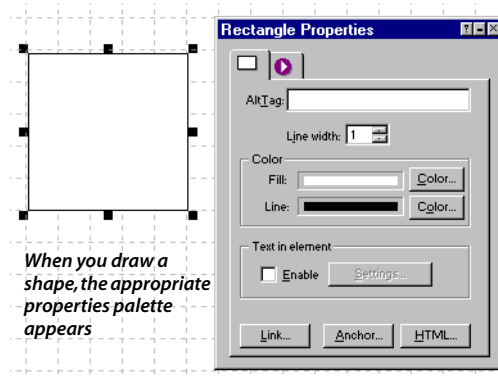 Rectangle Properties
AltTag:
Line width: 1
Color
Fill: Color...
Line: Color...
Text in element
Enable Settings...
Link... Anchor... HTML...
When you draw a
shape, the appropriate
properties palette
appears